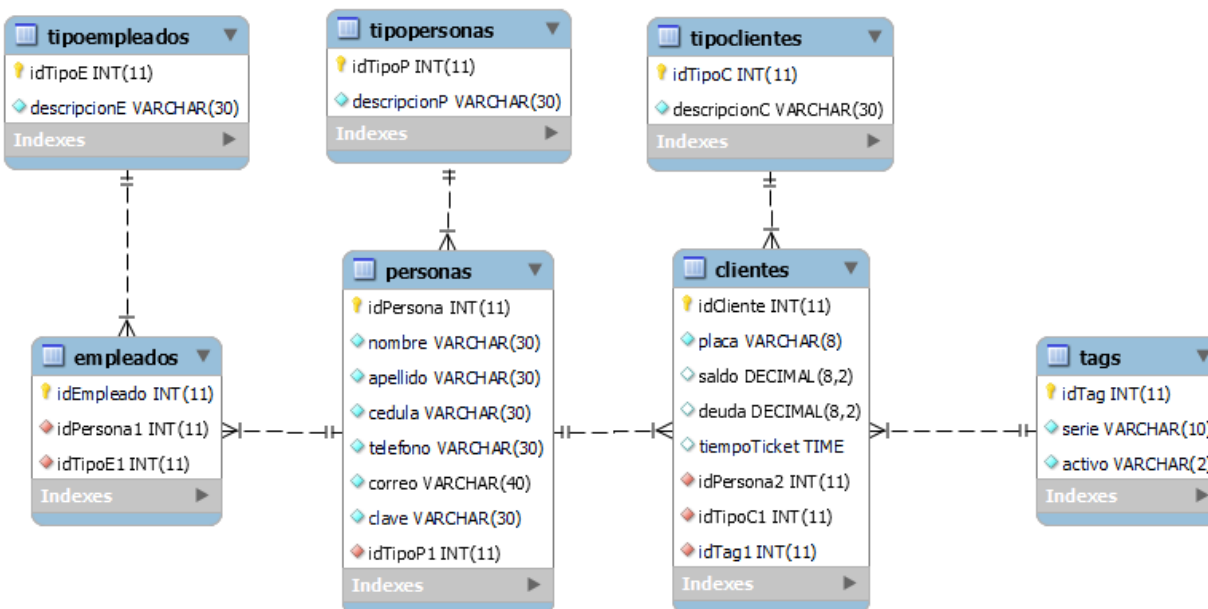 tipoempleados
idTipoE INT(11)
descripcionE VARCHAR(30)
Indexes
tipopersonas
idTipoP INT(11)
descripcionP VARCHAR(30)
Indexes
tipoclientes
idTipoC INT(11)
descripcionC VARCHAR(30)
Indexes
empleados
idEmpleado INT(11)
idPersona1 INT(11)
idTipoE1 INT(11)
Indexes
personas
idPersona INT(11)
nombre VARCHAR(30)
apellido VARCHAR(30)
cedula VARCHAR(30)
telefono VARCHAR(30)
correo VARCHAR(40)
clave VARCHAR(30)
idTipoP1 INT(11)
Indexes
clientes
idCliente INT(11)
placa VARCHAR(8)
saldo DECIMAL(8,2)
deuda DECIMAL(8,2)
tiempoTicket TIME
idPersona2 INT(11)
idTipoC1 INT(11)
idTag1 INT(11)
Indexes
tags
idTag INT(11)
serie VARCHAR(10)
activo VARCHAR(2)
Indexes